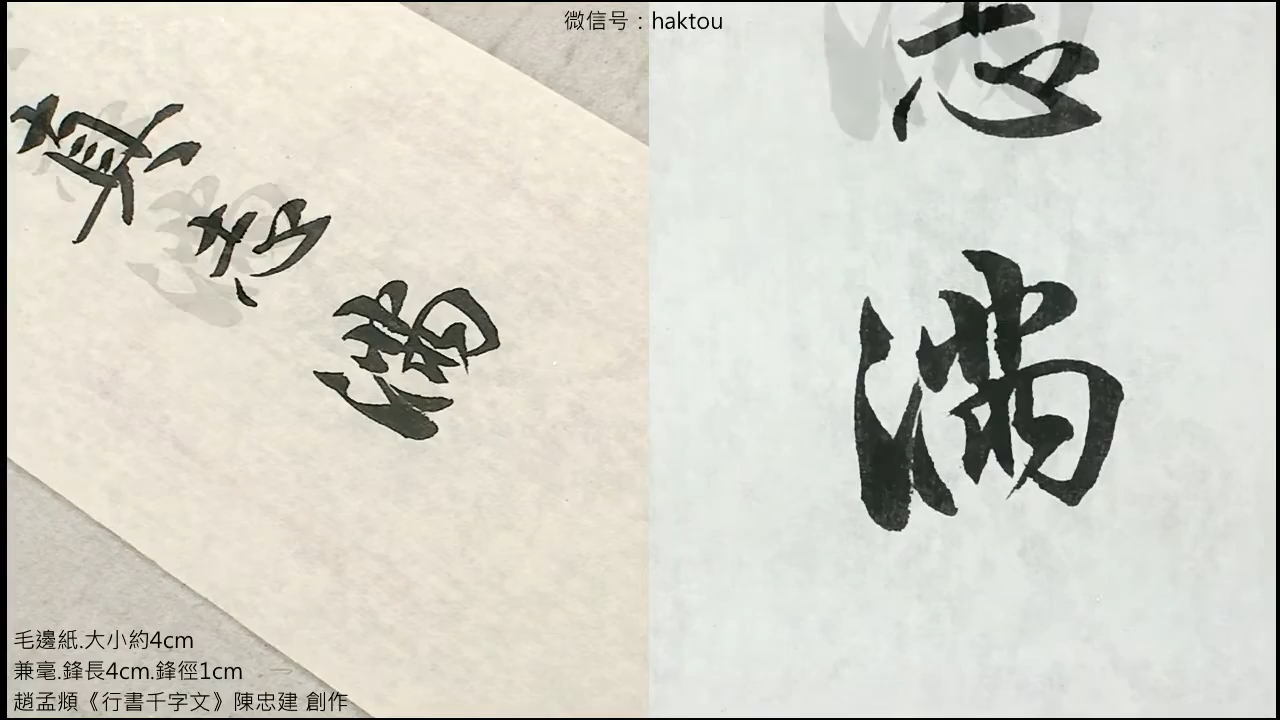 微信号：haktou
真志滿
志
滿
毛邊紙.大小約4cm
兼毫.鋒長4cm.鋒徑1cm
趙孟頫《行書千字文》陳忠建 創作